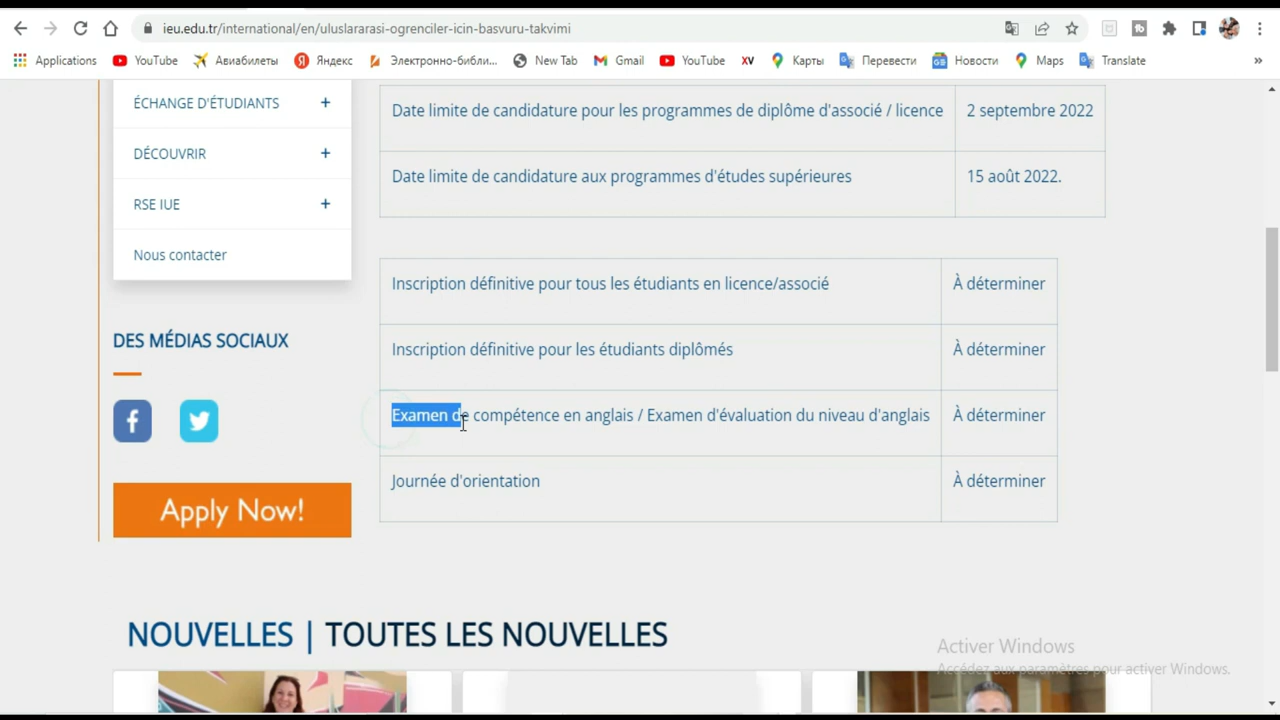 ieu.edu.tr/international/en/uluslararasi-ogrenciler-icin-basvuru-takvimi
Applications YouTube Авиабилеты Яндекс Электронно-библи... New Tab Gmail YouTube XV Карты Перевести Новости Maps Translate »
ÉCHANGE D'ÉTUDIANTS +
DÉCOUVRIR +
RSE IUE +
Nous contacter
DES MÉDIAS SOCIAUX
Apply Now!
Date limite de candidature pour les programmes de diplôme d'associé / licence 2 septembre 2022
Date limite de candidature aux programmes d'études supérieures 15 août 2022.
Inscription définitive pour tous les étudiants en licence/associé À déterminer
Inscription définitive pour les étudiants diplômés À déterminer
Examen de compétence en anglais / Examen d'évaluation du niveau d'anglais À déterminer
Journée d'orientation À déterminer
NOUVELLES | TOUTES LES NOUVELLES
Activer Windows
Accédez aux paramètres pour activer Windows.